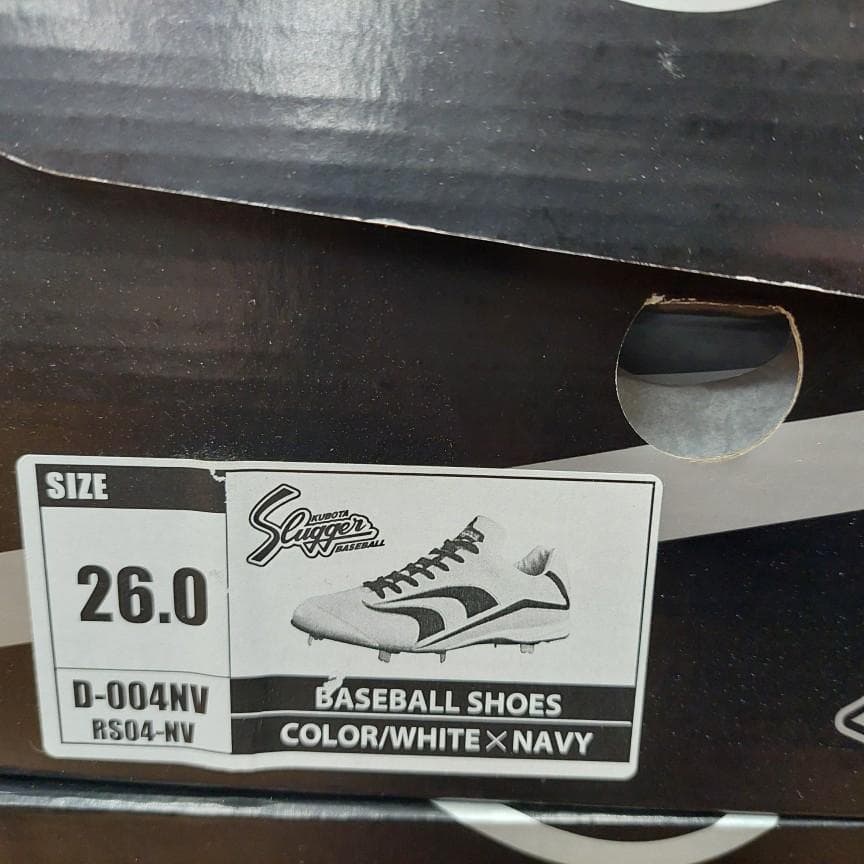 SIZE
26.0
D-004NV
RS04-NV
KUBOTA
Slugger
BASEBALL
BASEBALL SHOES
COLOR/WHITE×NAVY